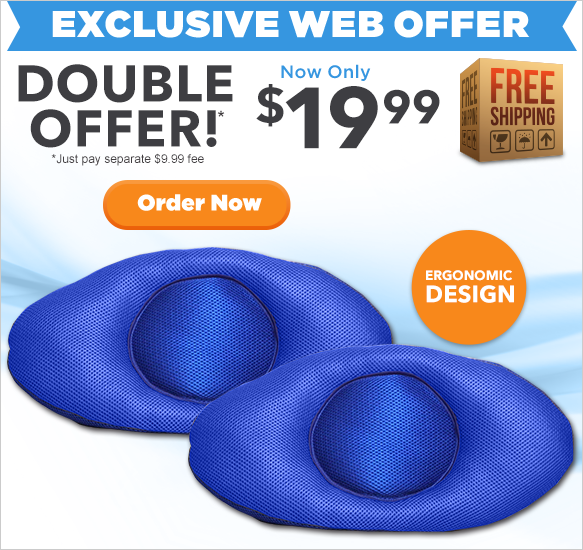 EXCLUSIVE WEB OFFER
DOUBLE
OFFER!*
*Just pay separate $9.99 fee
Now Only
$19.99
FREE
SHIPPING
FREE
SHIPPING
Order Now
ERGONOMIC
DESIGN